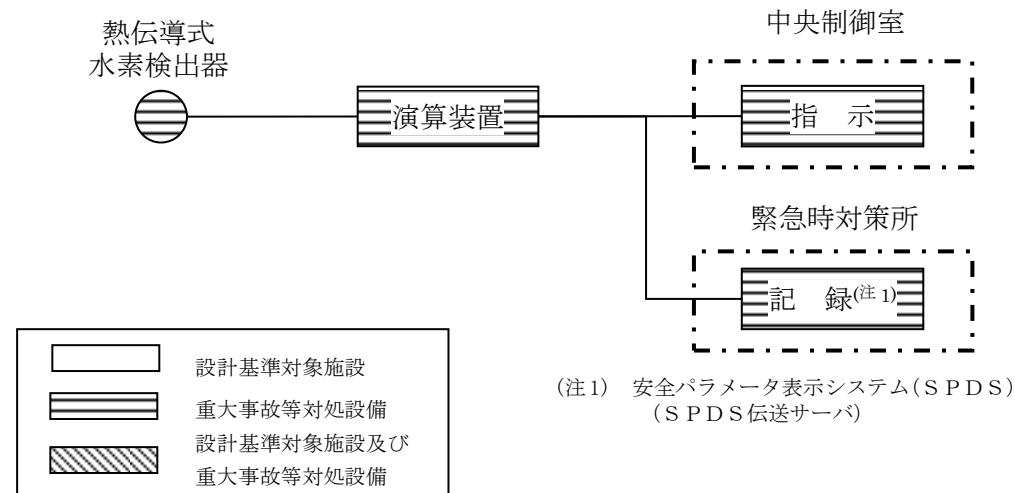 熱伝導式
水素検出器
演算装置
中央制御室
指　示
緊急時対策所
記　録(注1)
(注1)　安全パラメータ表示システム(ＳＰＤＳ)
(ＳＰＤＳ伝送サーバ)
設計基準対象施設
重大事故等対処設備
設計基準対象施設及び
重大事故等対処設備